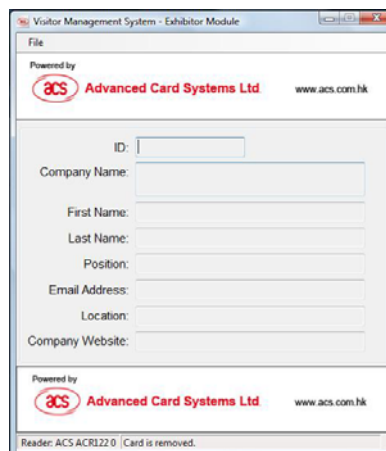 Visitor Management System - Exhibitor Module
File
Powered by
acs Advanced Card Systems Ltd. www.acs.com.hk
ID:
Company Name:
First Name:
Last Name:
Position:
Email Address:
Location:
Company Website:
Powered by
acs Advanced Card Systems Ltd. www.acs.com.hk
Reader: ACS ACR122 0 Card is removed.